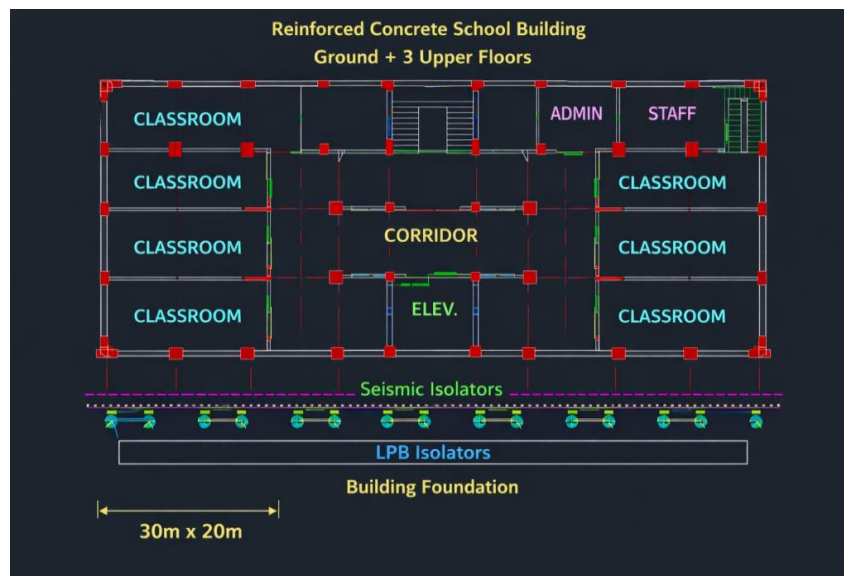 Reinforced Concrete School Building
Ground + 3 Upper Floors
CLASSROOM
ADMIN
STAFF
CLASSROOM
CLASSROOM
CORRIDOR
CLASSROOM
CLASSROOM
CLASSROOM
ELEV.
CLASSROOM
Seismic Isolators
LPB Isolators
Building Foundation
30m x 20m